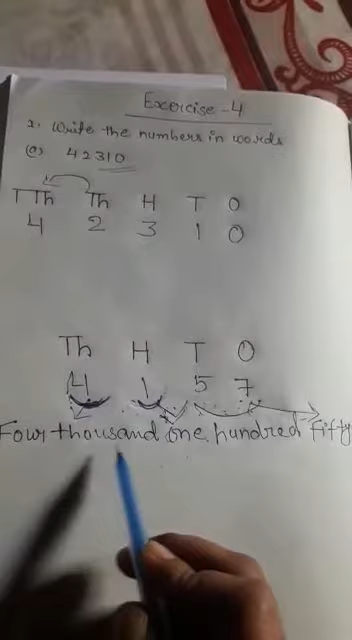 Exercise - 4
2. Write the numbers in words
(a) 42310
T Th Th H T O
4 2 3 1 0
Th H T O
4 1 5 7
Four thousand one hundred Fifty